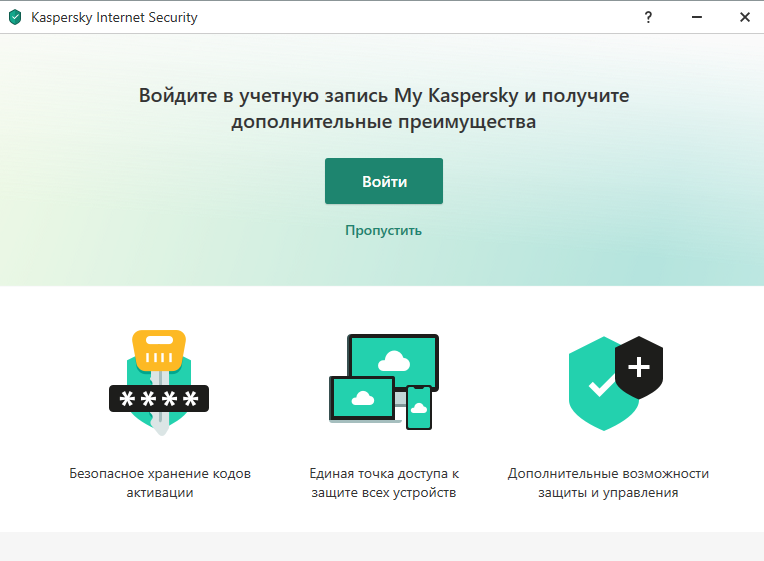 Kaspersky Internet Security
?
Войдите в учетную запись My Kaspersky и получите
дополнительные преимущества
Войти
Пропустить
****
Безопасное хранение кодов
активации
Единая точка доступа к
защите всех устройств
Дополнительные возможности
защиты и управления